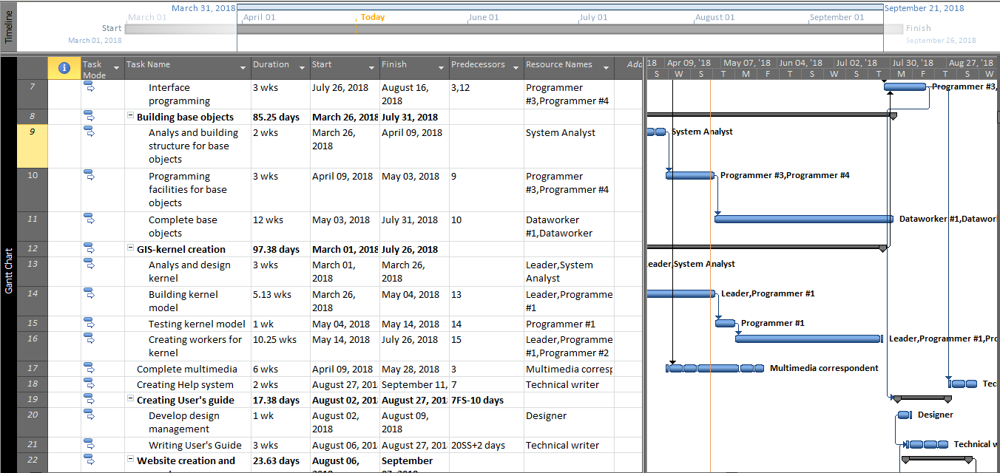 Timeline
March 31, 2018
September 21, 2018
March 01
April 01
Today
June 01
July 01
August 01
September 01
Start
March 01, 2018
Finish
September 26, 2018
Gantt Chart
Task Mode Task Name Duration Start Finish Predecessors Resource Names Add
18 Apr 09, '18 May 07, '18 Jun 04, '18 Jul 02, '18 Jul 30, '18 Aug 27, '18
S W S T M F T S W S T M F T S W
7 Interface programming 3 wks July 26, 2018 August 16, 2018 3,12 Programmer #3,Programmer #4
8 Building base objects 85.25 days March 26, 2018 July 31, 2018
9 Analys and building structure for base objects 2 wks March 26, 2018 April 09, 2018 System Analyst
10 Programming facilities for base objects 3 wks April 09, 2018 May 03, 2018 9 Programmer #3,Programmer #4
11 Complete base objects 12 wks May 03, 2018 July 31, 2018 10 Dataworker #1,Dataworker
12 GIS-kernel creation 97.38 days March 01, 2018 July 26, 2018
13 Analys and design kernel 3 wks March 01, 2018 March 26, 2018 Leader,System Analyst
14 Building kernel model 5.13 wks March 26, 2018 May 04, 2018 13 Leader,Programme #1
15 Testing kernel model 1 wk May 04, 2018 May 14, 2018 14 Programmer #1
16 Creating workers for kernel 10.25 wks May 14, 2018 July 26, 2018 15 Leader,Programme #1,Programmer #2
17 Complete multimedia 6 wks April 09, 2018 May 28, 2018 3 Multimedia corresp
18 Creating Help system 2 wks August 27, 201 September 11, 7 Technical writer
19 Creating User's guide 17.38 days August 02, 201 August 27, 201 7FS-10 days
20 Develop design management 1 wk August 02, 2018 August 09, 2018 Designer
21 Writing User's Guide 3 wks August 06, 201 August 27, 201 20SS+2 days Technical writer
22 Website creation and 23.63 days August 06, September
Programmer #3,
System Analyst
Programmer #3,Programmer #4
Dataworker #1,Datawor
eader,System Analyst
Leader,Programmer #1
Programmer #1
Leader,Programmer #1,Pro
Multimedia correspondent
Tec
Designer
Technical w